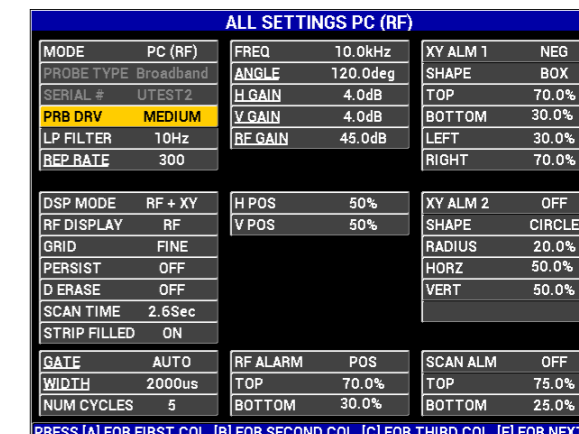 ALL SETTINGS PC (RF)
MODE PC (RF)
PROBE TYPE Broadband
SERIAL # UTEST2
PRB DRV MEDIUM
LP FILTER 10Hz
REP RATE 300
FREQ 10.0kHz
ANGLE 120.0deg
H GAIN 4.0dB
V GAIN 4.0dB
RF GAIN 45.0dB
XY ALM 1 NEG
SHAPE BOX
TOP 70.0%
BOTTOM 30.0%
LEFT 30.0%
RIGHT 70.0%
DSP MODE RF + XY
RF DISPLAY RF
GRID FINE
PERSIST OFF
D ERASE OFF
SCAN TIME 2.6Sec
STRIP FILLED ON
H POS 50%
V POS 50%
XY ALM 2 OFF
SHAPE CIRCLE
RADIUS 20.0%
HORZ 50.0%
VERT 50.0%
GATE AUTO
WIDTH 2000us
NUM CYCLES 5
RF ALARM POS
TOP 70.0%
BOTTOM 30.0%
SCAN ALM OFF
TOP 75.0%
BOTTOM 25.0%
PRESS [A] FOR FIRST COL, [B] FOR SECOND COL, [C] FOR THIRD COL, [E] FOR NEXT